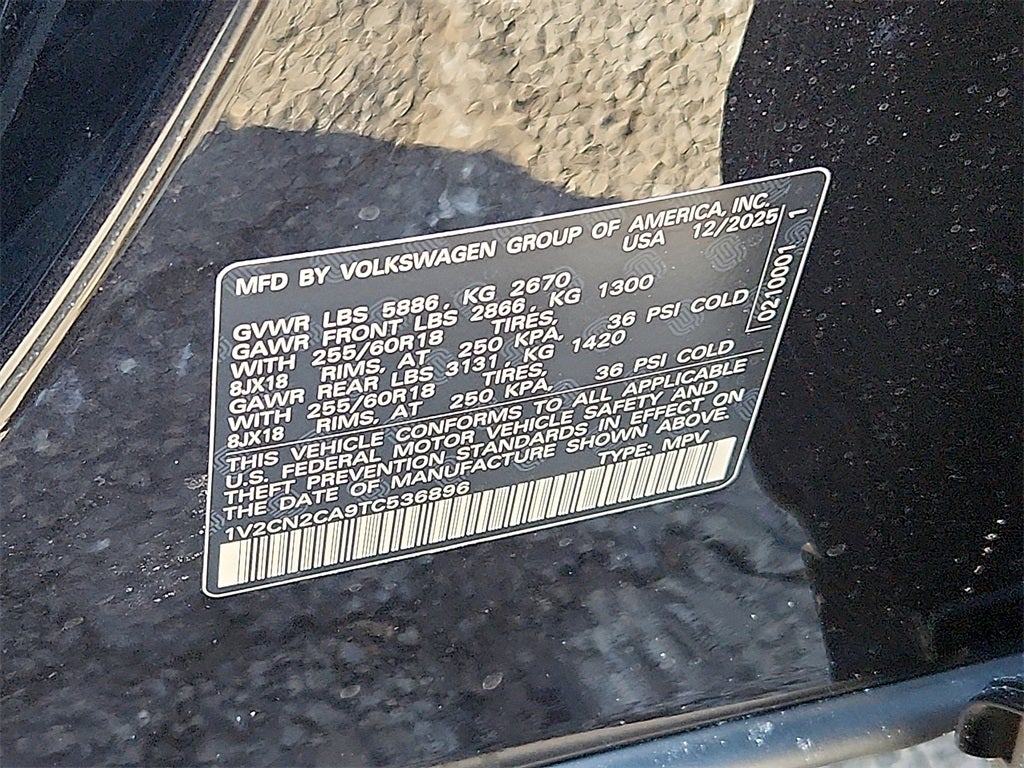 MFD BY VOLKSWAGEN GROUP OF AMERICA, INC.
USA 12/2025
GVWR LBS 5886, KG 2670
GAWR FRONT LBS 2866, KG 1300
WITH 255/60R18 TIRES,
8JX18 RIMS, AT 250 KPA, 36 PSI COLD
GAWR REAR LBS 3131, KG 1420
WITH 255/60R18 TIRES,
8JX18 RIMS, AT 250 KPA, 36 PSI COLD
THIS VEHICLE CONFORMS TO ALL APPLICABLE
U.S. FEDERAL MOTOR VEHICLE SAFETY AND
THEFT PREVENTION STANDARDS IN EFFECT ON
THE DATE OF MANUFACTURE SHOWN ABOVE.
TYPE: MPV
1V2CN2CA9TC536896
0210001 1